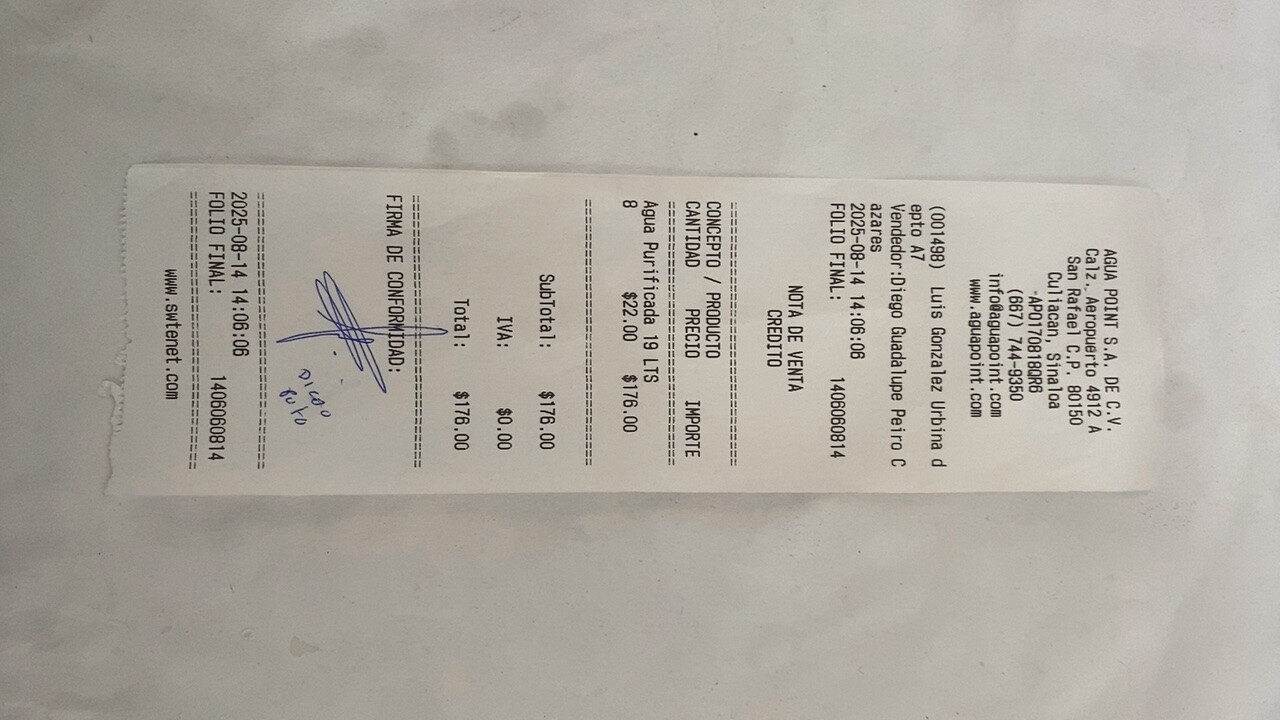 AGUA POINT S.A. DE C.V.
Calz. Aeropuerto 4912 A
San Rafael C.P. 80150
Culiacan, Sinaloa
APO170818QR6
(667) 744-9350
info@aguapoint.com
www.aguapoint.com
(001498) Luis Gonzalez Urbina d
epto A7
Vendedor:Diego Guadalupe Peiro C
azares
2025-08-14 14:06:06
FOLIO FINAL: 1406060814
NOTA DE VENTA
CREDITO
================================
CONCEPTO / PRODUCTO
CANTIDAD PRECIO IMPORTE
================================
Agua Purificada 19 LTS
8 $22.00 $176.00
================================
SubTotal: $176.00
IVA: $0.00
Total: $176.00
================================
FIRMA DE CONFORMIDAD:
================================
2025-08-14 14:06:06
FOLIO FINAL: 1406060814
================================
www.swtenet.com